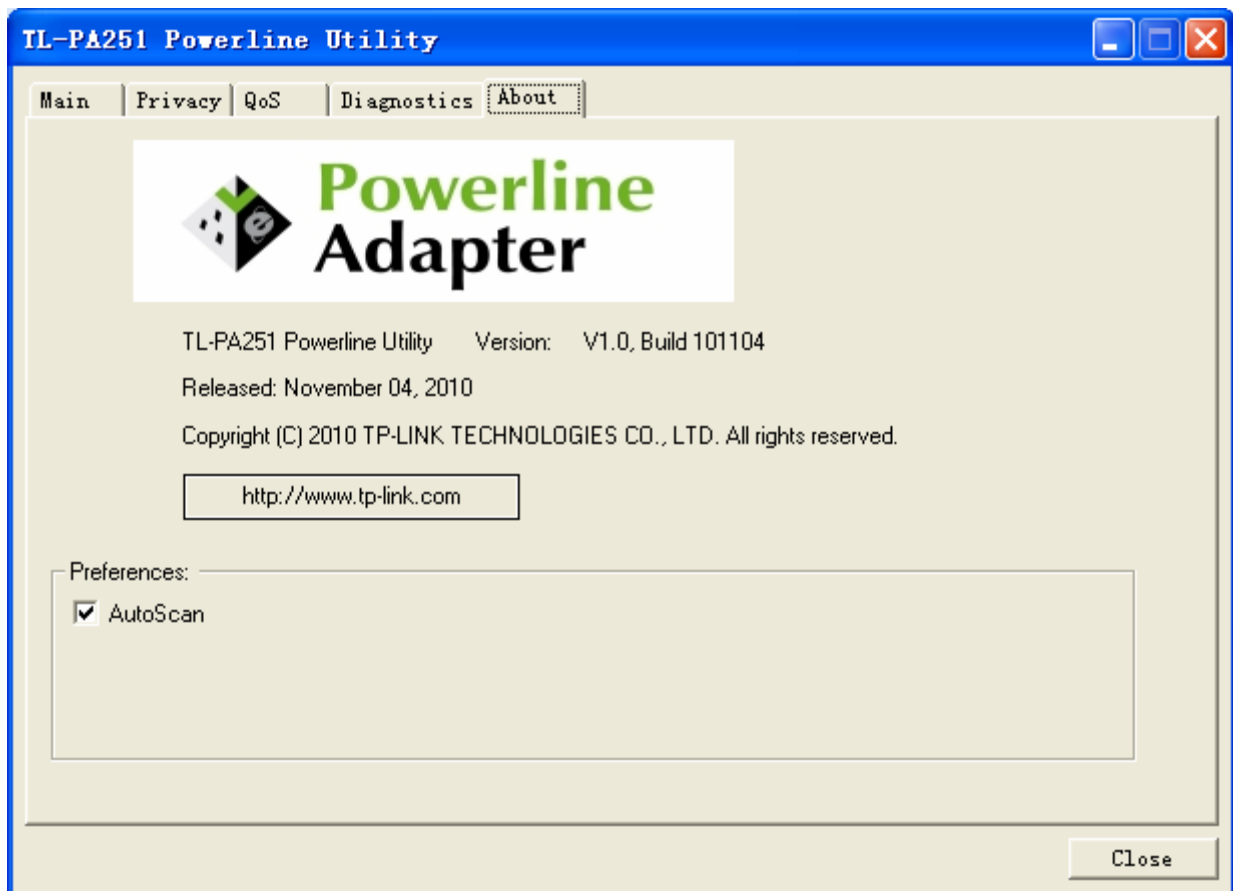 TL-PA251 Powerline Utility
Main Privacy QoS Diagnostics About
Powerline
Adapter
TL-PA251 Powerline Utility Version: V1.0, Build 101104
Released: November 04, 2010
Copyright (C) 2010 TP-LINK TECHNOLOGIES CO., LTD. All rights reserved.
http://www.tp-link.com
Preferences:
AutoScan
Close